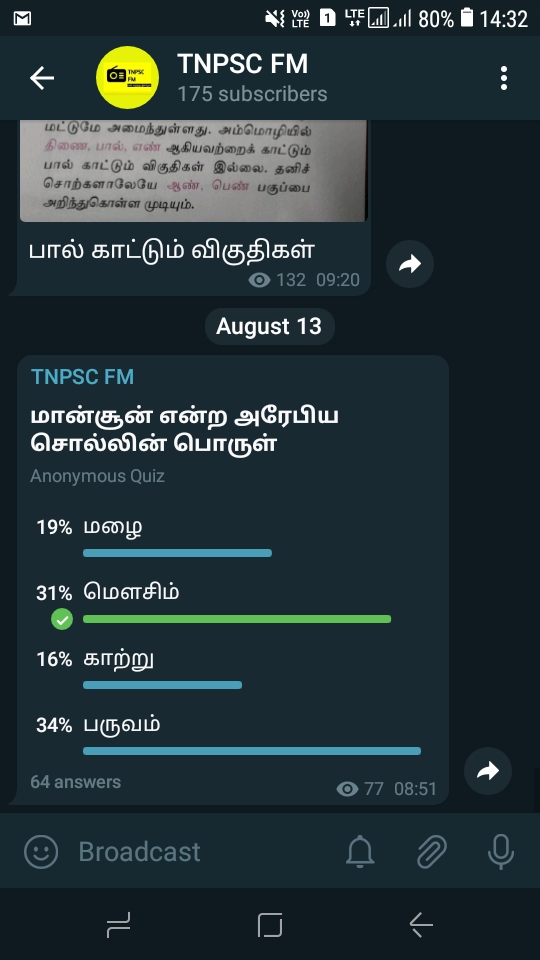 Vo))
LTE
1
LTE
80%
14:32
TNPSC
FM
TNPSC FM
175 subscribers
மட்டுமே அமைந்துள்ளது. அம்மொழியில்
திணை, பால், எண் ஆகியவற்றைக் காட்டும்
பால் காட்டும் விகுதிகள் இல்லை. தனிச்
சொற்களாலேயே ஆண், பெண் பகுப்பை
அறிந்துகொள்ள முடியும்.
பால் காட்டும் விகுதிகள்
132 09:20
August 13
TNPSC FM
மான்சூன் என்ற அரேபிய
சொல்லின் பொருள்
Anonymous Quiz
19% மழை
31% மௌசிம்
16% காற்று
34% பருவம்
64 answers
77 08:51
Broadcast